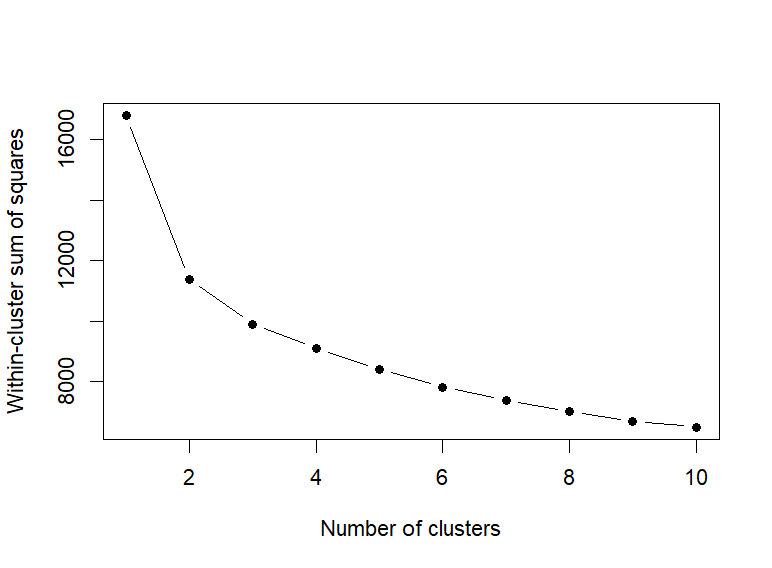 Within-cluster sum of squares
16000
12000
8000
2 4 6 8 10
Number of clusters